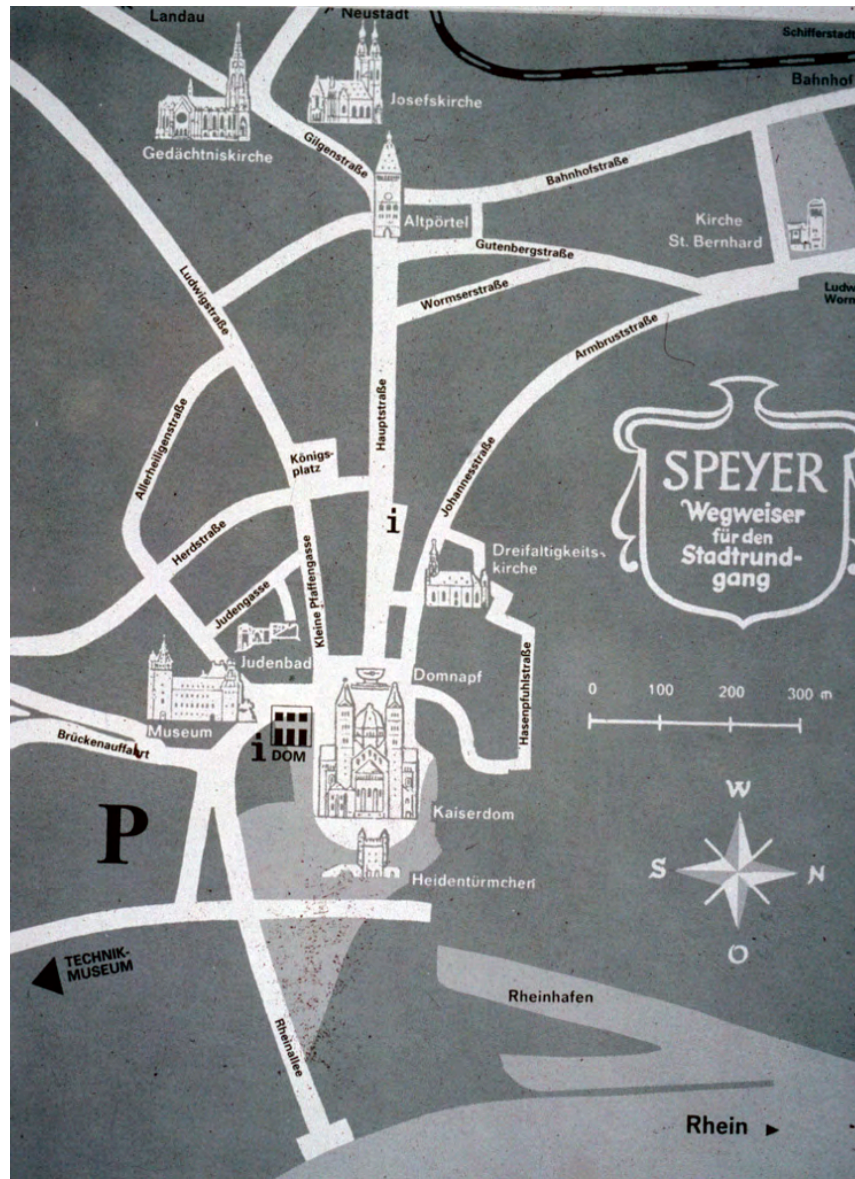 Landau
Neustadt
Schifferstadt
Bahnhof
Josefskirche
Gedächtniskirche
Gilgenstraße
Bahnhofstraße
Altpörtel
Kirche
St. Bernhard
Gutenbergstraße
Ludwigstraße
Wormserstraße
Ludw
Worm
Armbruststraße
Hauptstraße
Allerheiligenstraße
Königs-
platz
Johannesstraße
SPEYER
Wegweiser
für den
Stadtrund-
gang
i
Herdstraße
Dreifaltigkeits-
kirche
Judengasse
Kleine Pfaffengasse
Judenbad
Domnapf
Hasenpfuhlstraße
0 100 200 300 m
Museum
Brückenauffahrt
i DOM
P
Kaiserdom
W
S N
O
Heidentürmchen
TECHNIK-
MUSEUM
Rheinhafen
Rheinallee
Rhein